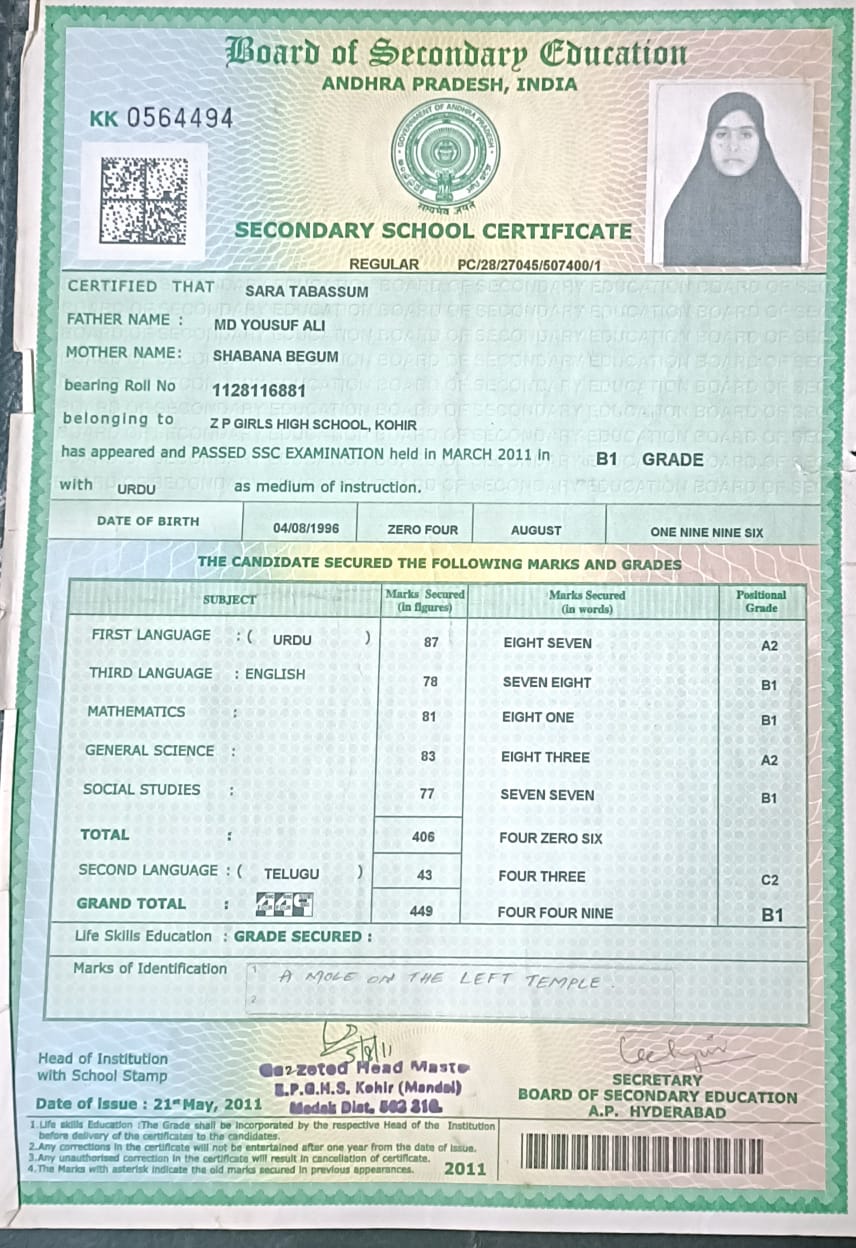 Board of Secondary Education
ANDHRA PRADESH, INDIA
KK 0564494
GOVERNMENT OF ANDHRA PRADESH
सत्यमेव जयते
SECONDARY SCHOOL CERTIFICATE
REGULAR PC/28/27045/507400/1
CERTIFIED THAT SARA TABASSUM
FATHER NAME : MD YOUSUF ALI
MOTHER NAME: SHABANA BEGUM
bearing Roll No 1128116881
belonging to Z P GIRLS HIGH SCHOOL, KOHIR
has appeared and PASSED SSC EXAMINATION held in MARCH 2011 in B1 GRADE
with URDU as medium of instruction.
DATE OF BIRTH 04/08/1996 ZERO FOUR AUGUST ONE NINE NINE SIX
THE CANDIDATE SECURED THE FOLLOWING MARKS AND GRADES
SUBJECT Marks Secured (in figures) Marks Secured (in words) Positional Grade
FIRST LANGUAGE : ( URDU ) 87 EIGHT SEVEN A2
THIRD LANGUAGE : ENGLISH 78 SEVEN EIGHT B1
MATHEMATICS : 81 EIGHT ONE B1
GENERAL SCIENCE : 83 EIGHT THREE A2
SOCIAL STUDIES : 77 SEVEN SEVEN B1
TOTAL : 406 FOUR ZERO SIX
SECOND LANGUAGE : ( TELUGU ) 43 FOUR THREE C2
GRAND TOTAL : 449 449 FOUR FOUR NINE B1
Life Skills Education : GRADE SECURED :
Marks of Identification 1 A MOLE ON THE LEFT TEMPLE.
2
5/8/11
Head of Institution
with School Stamp
Gazzeted Head Maste
Z.P.G.H.S. Kohir (Mandal)
Medak Dist. 502 210.
SECRETARY
BOARD OF SECONDARY EDUCATION
A.P. HYDERABAD
Date of Issue : 21st May, 2011
1.Life skills Education :The Grade shall be incorporated by the respective Head of the Institution
before delivery of the certificates to the candidates.
2.Any corrections in the certificate will not be entertained after one year from the date of issue.
3.Any unauthorised correction in the certificate will result in cancellation of certificate.
4.The Marks with asterisk indicate the old marks secured in previous appearances.
2011